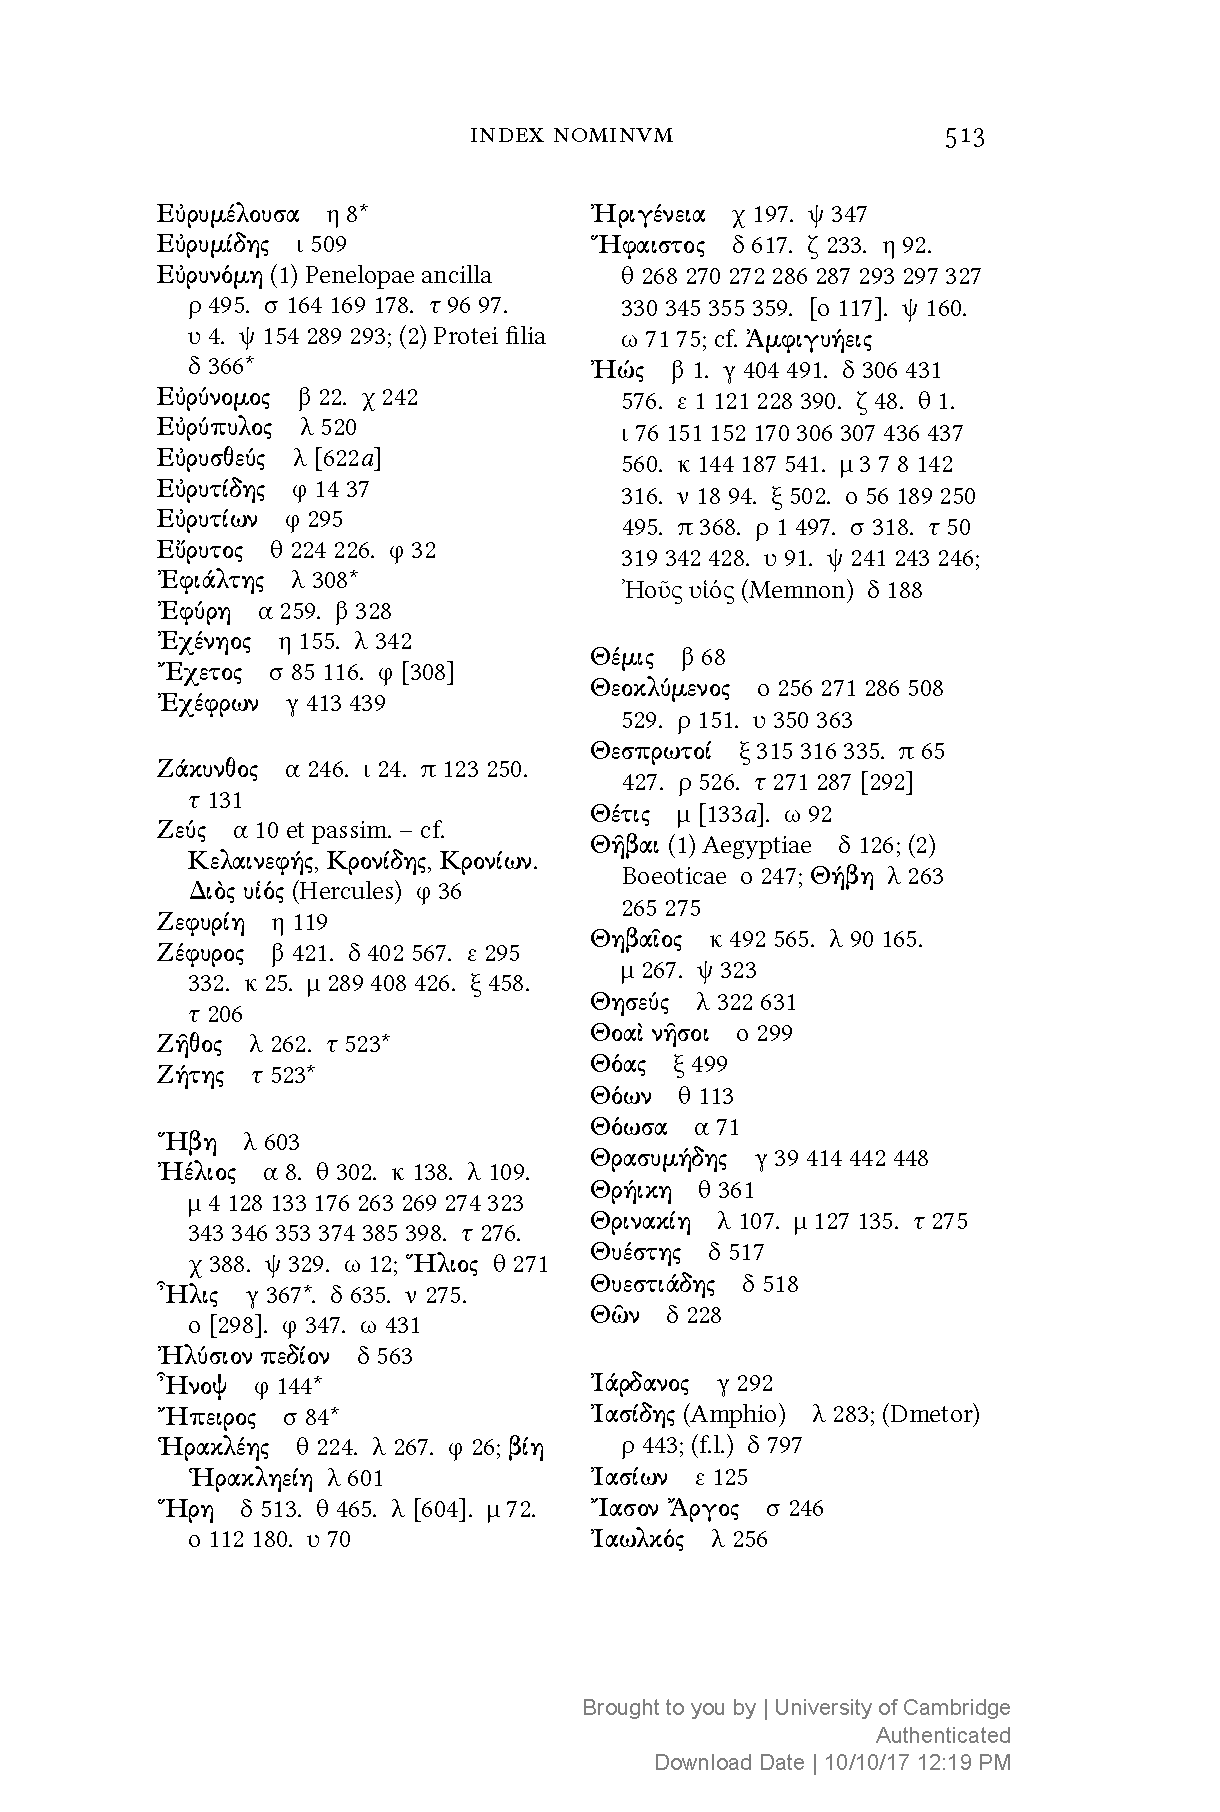 INDEX NOMINVM 513
Εὐρυμέλουσα η 8*
Εὐρυμίδης ι 509
Εὐρυνόμη (1) Penelopae ancilla
ρ 495. σ 164 169 178. τ 96 97.
υ 4. ψ 154 289 293; (2) Protei filia
δ 366*
Εὐρύνομος β 22. χ 242
Εὐρύπυλος λ 520
Εὐρυσθεύς λ [622a]
Εὐρυτίδης φ 14 37
Εὐρυτίων φ 295
Εὔρυτος θ 224 226. φ 32
Ἐφιάλτης λ 308*
Ἐφύρη α 259. β 328
Ἐχένηος η 155. λ 342
Ἔχετος σ 85 116. φ [308]
Ἐχέφρων γ 413 439
Ζάκυνθος α 246. ι 24. π 123 250.
τ 131
Ζεύς α 10 et passim. – cf.
Κελαινεφής, Κρονίδης, Κρονίων.
Διὸς υἱός (Hercules) φ 36
Ζεφυρίη η 119
Ζέφυρος β 421. δ 402 567. ε 295
332. κ 25. μ 289 408 426. ξ 458.
τ 206
Ζῆθος λ 262. τ 523*
Ζήτης τ 523*
Ἥβη λ 603
Ἠέλιος α 8. θ 302. κ 138. λ 109.
μ 4 128 133 176 263 269 274 323
343 346 353 374 385 398. τ 276.
χ 388. ψ 329. ω 12; Ἥλιος θ 271
Ἦλις γ 367*. δ 635. ν 275.
ο [298]. φ 347. ω 431
Ἠλύσιον πεδίον δ 563
Ἦνοψ φ 144*
Ἤπειρος σ 84*
Ἡρακλέης θ 224. λ 267. φ 26; βίη
Ἡρακληείη λ 601
Ἥρη δ 513. θ 465. λ [604]. μ 72.
ο 112 180. υ 70
Ἠριγένεια χ 197. ψ 347
Ἥφαιστος δ 617. ζ 233. η 92.
θ 268 270 272 286 287 293 297 327
330 345 355 359. [ο 117]. ψ 160.
ω 71 75; cf. Ἀμφιγυήεις
Ἠώς β 1. γ 404 491. δ 306 431
576. ε 1 121 228 390. ζ 48. θ 1.
ι 76 151 152 170 306 307 436 437
560. κ 144 187 541. μ 3 7 8 142
316. ν 18 94. ξ 502. ο 56 189 250
495. π 368. ρ 1 497. σ 318. τ 50
319 342 428. υ 91. ψ 241 243 246;
Ἠοῦς υἱός (Memnon) δ 188
Θέμις β 68
Θεοκλύμενος ο 256 271 286 508
529. ρ 151. υ 350 363
Θεσπρωτοί ξ 315 316 335. π 65
427. ρ 526. τ 271 287 [292]
Θέτις μ [133a]. ω 92
Θῆβαι (1) Aegyptiae δ 126; (2)
Boeoticae ο 247; Θήβη λ 263
265 275
Θηβαῖος κ 492 565. λ 90 165.
μ 267. ψ 323
Θησεύς λ 322 631
Θοαὶ νῆσοι ο 299
Θόας ξ 499
Θόων θ 113
Θόωσα α 71
Θρασυμήδης γ 39 414 442 448
Θρήικη θ 361
Θρινακίη λ 107. μ 127 135. τ 275
Θυέστης δ 517
Θυεστιάδης δ 518
Θῶν δ 228
Ἰάρδανος γ 292
Ἰασίδης (Amphio) λ 283; (Dmetor)
ρ 443; (f.l.) δ 797
Ἰασίων ε 125
Ἴασον Ἄργος σ 246
Ἰαωλκός λ 256
Brought to you by | University of Cambridge
Authenticated
Download Date | 10/10/17 12:19 PM